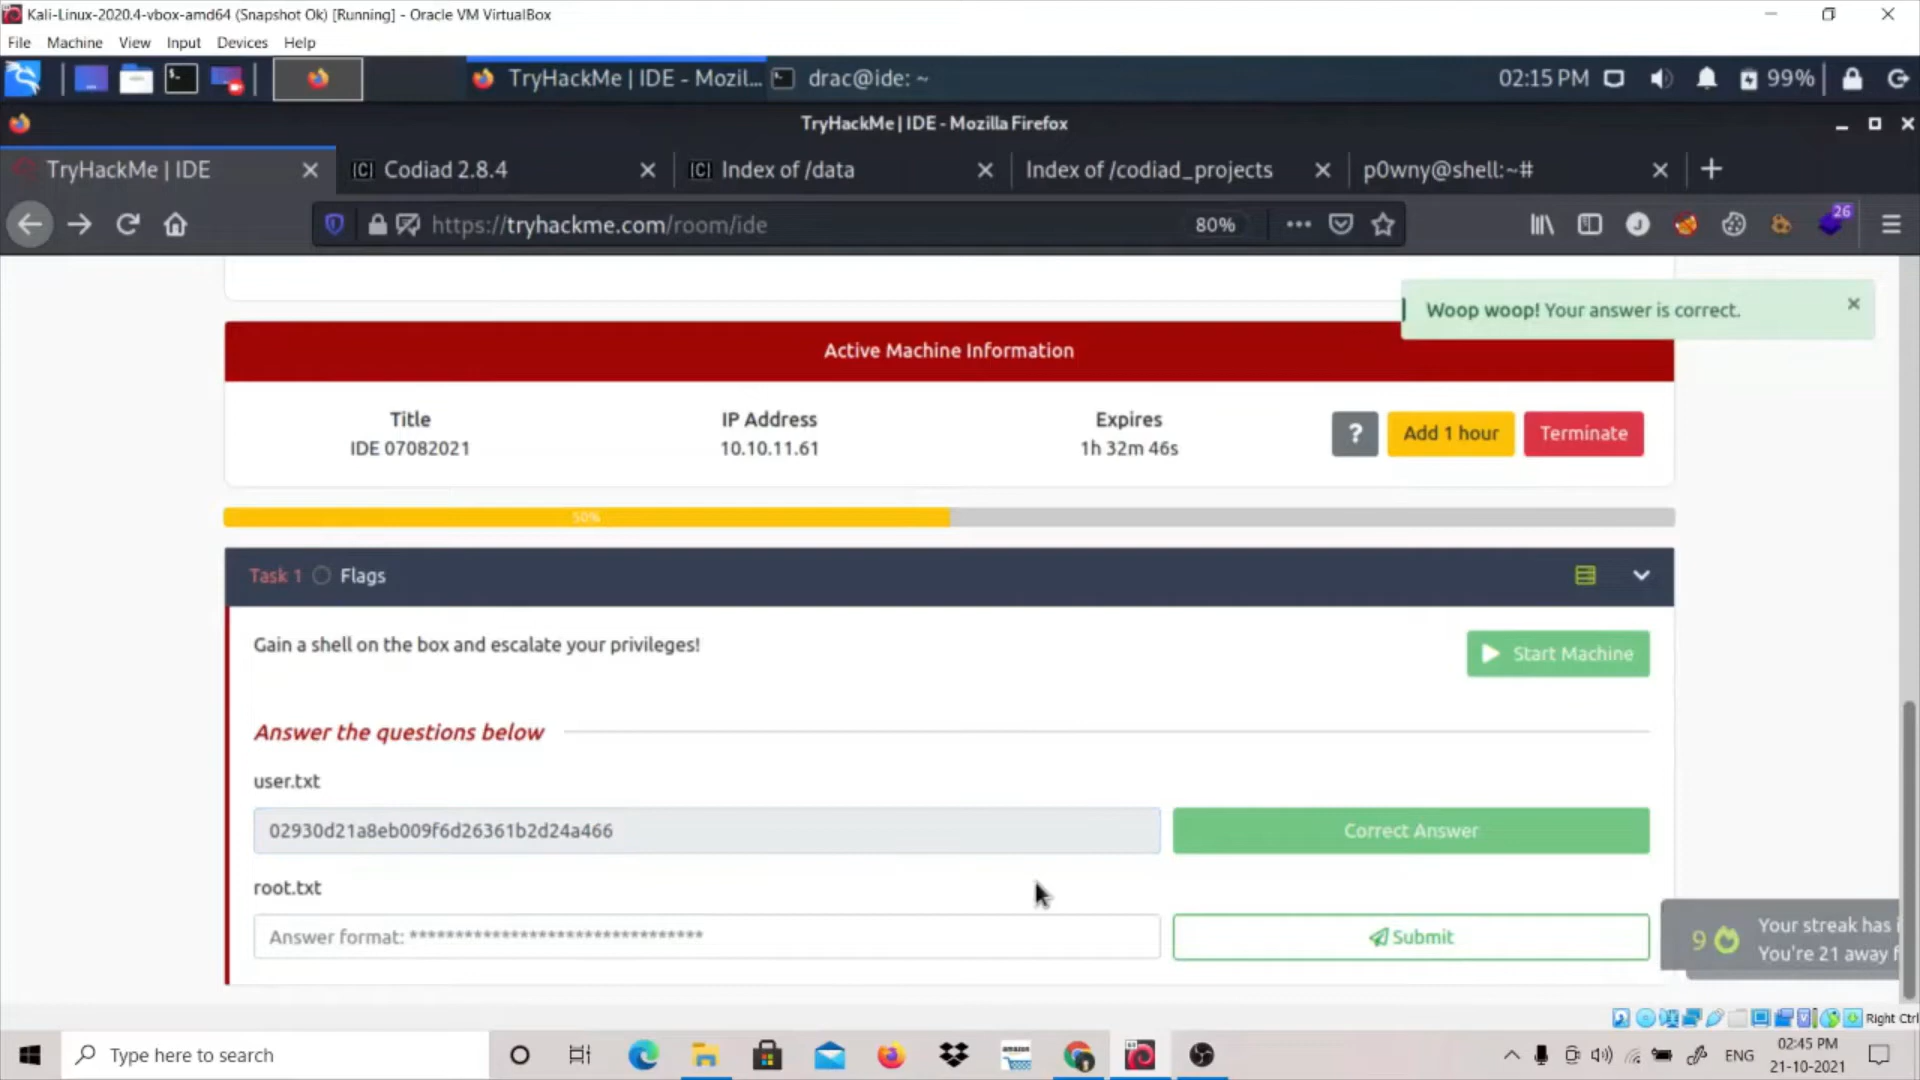 Kali-Linux-2020.4-vbox-amd64 (Snapshot Ok) [Running] - Oracle VM VirtualBox
File Machine View Input Devices Help
TryHackMe | IDE - Mozil... drac@ide: ~ 02:15 PM 99%
TryHackMe | IDE - Mozilla Firefox
TryHackMe | IDE Codiad 2.8.4 Index of /data Index of /codiad_projects p0wny@shell:~#
https://tryhackme.com/room/ide 80% 26
Woop woop! Your answer is correct.
Active Machine Information
Title IP Address Expires
IDE 07082021 10.10.11.61 1h 32m 46s ? Add 1 hour Terminate
50%
Task 1 Flags
Gain a shell on the box and escalate your privileges!
Start Machine
Answer the questions below
user.txt
02930d21a8eb009f6d26361b2d24a466 Correct Answer
root.txt
Answer format: ******************************** Submit
9 Your streak has i
You're 21 away f
Right Ctrl
Type here to search amazon ENG 02:45 PM
21-10-2021